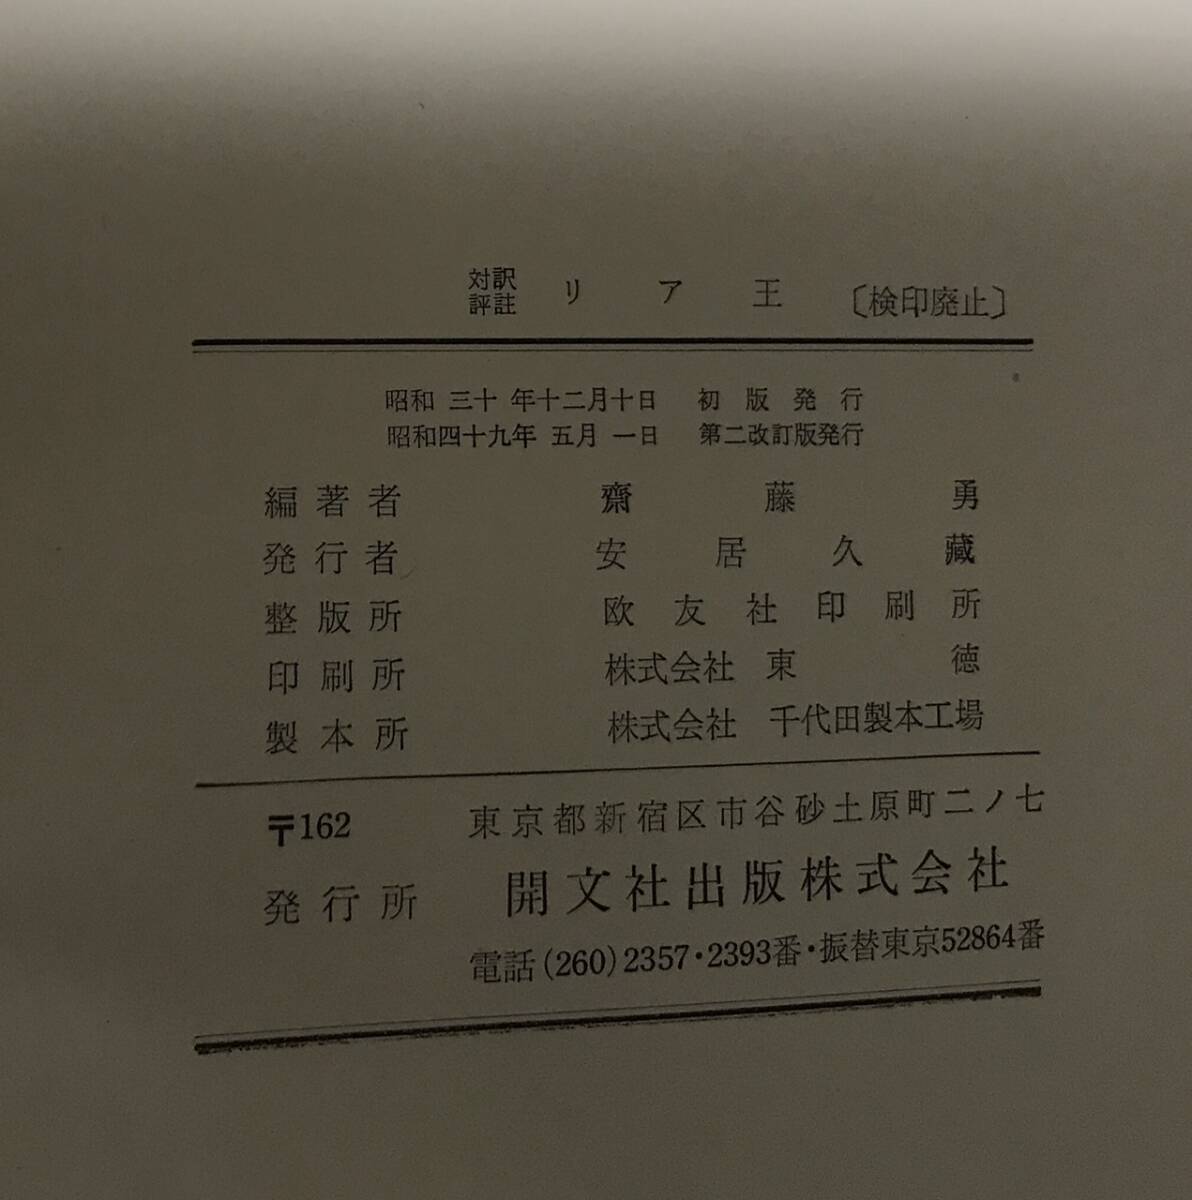 対訳評註 リア王 〔検印廃止〕
昭和三十年十二月十日 初版発行
昭和四十九年五月一日 第二改訂版発行
編著者 齋藤勇
発行者 安居久藏
整版所 欧友社印刷所
印刷所 株式会社 東徳
製本所 株式会社 千代田製本工場
〒162 東京都新宿区市谷砂土原町二ノ七
発行所 開文社出版株式会社
電話(260)2357・2393番・振替東京52864番